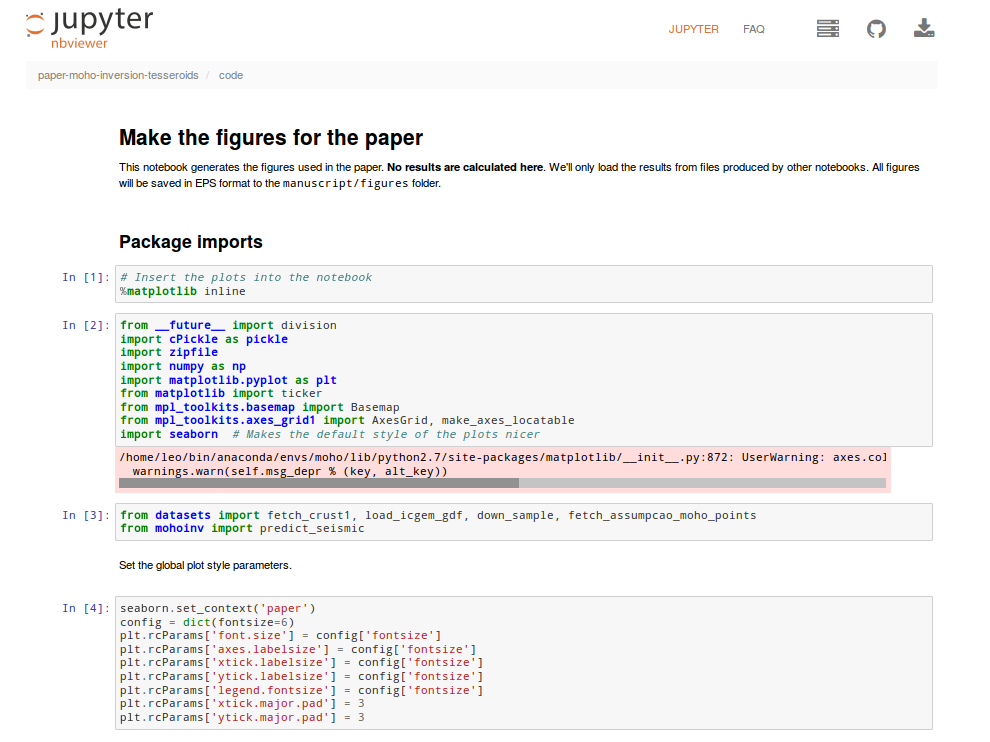 jupyter
nbviewer
JUPYTER FAQ
paper-moho-inversion-tesseroids / code
Make the figures for the paper
This notebook generates the figures used in the paper. No results are calculated here. We'll only load the results from files produced by other notebooks. All figures
will be saved in EPS format to the manuscript/figures folder.
Package imports
In [1]: # Insert the plots into the notebook
%matplotlib inline
In [2]: from __future__ import division
import cPickle as pickle
import zipfile
import numpy as np
import matplotlib.pyplot as plt
from matplotlib import ticker
from mpl_toolkits.basemap import Basemap
from mpl_toolkits.axes_grid1 import AxesGrid, make_axes_locatable
import seaborn  # Makes the default style of the plots nicer
/home/leo/bin/anaconda/envs/moho/lib/python2.7/site-packages/matplotlib/__init__.py:872: UserWarning: axes.col
  warnings.warn(self.msg_depr % (key, alt_key))
In [3]: from datasets import fetch_crust1, load_icgem_gdf, down_sample, fetch_assumpcao_moho_points
from mohoinv import predict_seismic
Set the global plot style parameters.
In [4]: seaborn.set_context('paper')
config = dict(fontsize=6)
plt.rcParams['font.size'] = config['fontsize']
plt.rcParams['axes.labelsize'] = config['fontsize']
plt.rcParams['xtick.labelsize'] = config['fontsize']
plt.rcParams['ytick.labelsize'] = config['fontsize']
plt.rcParams['legend.fontsize'] = config['fontsize']
plt.rcParams['xtick.major.pad'] = 3
plt.rcParams['ytick.major.pad'] = 3